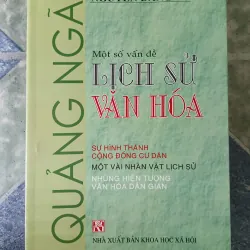 QUẢNG NGÃI
Một số vấn đề
LỊCH SỬ
VĂN HÓA
SỰ HÌNH THÀNH
CỘNG ĐỒNG CƯ DÂN
MỘT VÀI NHÂN VẬT LỊCH SỬ
NHỮNG HIỆN TƯỢNG
VĂN HÓA DÂN GIAN
NHÀ XUẤT BẢN KHOA HỌC XÃ HỘI